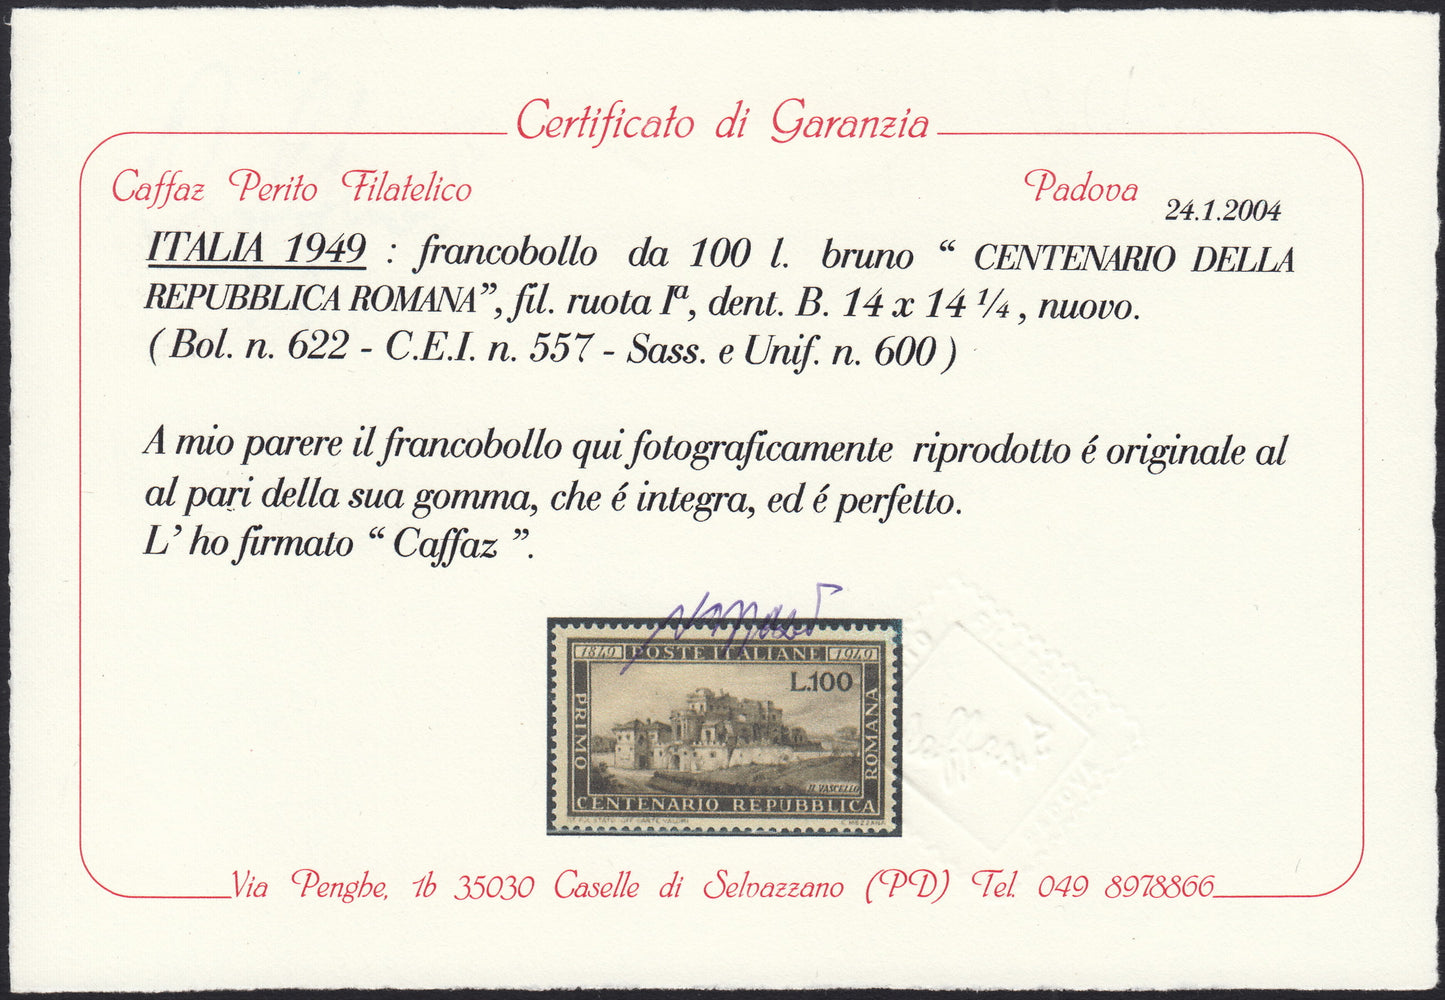 Certificato di Garanzia
Caffaz Perito Filatelico
Padova 24.1.2004
ITALIA 1949 : francobollo da 100 l. bruno “ CENTENARIO DELLA
REPUBBLICA ROMANA”, fil. ruota Iª, dent. B. 14 x 14 ¼ , nuovo.
( Bol. n. 622 - C.E.I. n. 557 - Sass. e Unif. n. 600 )
A mio parere il francobollo qui fotograficamente riprodotto é originale al
al pari della sua gomma, che é integra, ed é perfetto.
L’ ho firmato “ Caffaz ”.
1849 POSTE ITALIANE 1949
L.100
PRIMO
ROMANA
IL VASCELLO
CENTENARIO REPUBBLICA
Via Penghe, 1b 35030 Caselle di Selvazzano (PD) Tel. 049 8978866